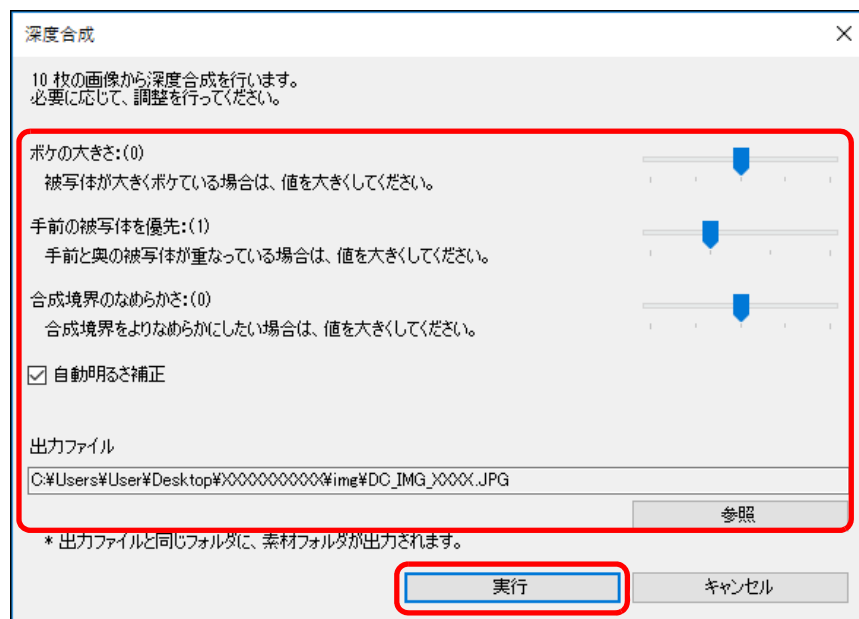 深度合成
10 枚の画像から深度合成を行います。
必要に応じて、調整を行ってください。
ボケの大きさ:(0)
被写体が大きくボケている場合は、値を大きくしてください。
手前の被写体を優先:(1)
手前と奥の被写体が重なっている場合は、値を大きくしてください。
合成境界のなめらかさ:(0)
合成境界をよりなめらかにしたい場合は、値を大きくしてください。
自動明るさ補正
出力ファイル
C:¥Users¥User¥Desktop¥XXXXXXXXXXX¥img¥DC_IMG_XXXX.JPG
参照
* 出力ファイルと同じフォルダに、素材フォルダが出力されます。
実行 キャンセル